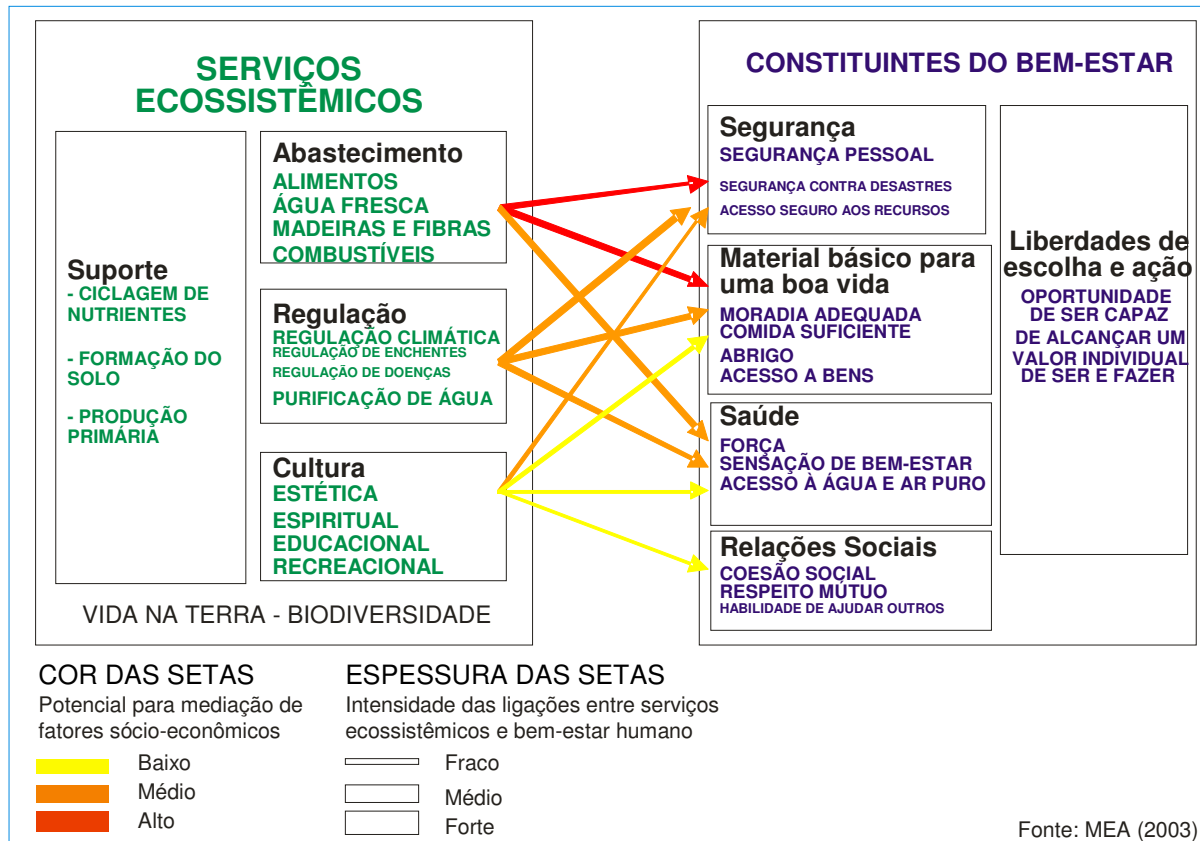 SERVIÇOS
ECOSSISTÊMICOS
Suporte
- CICLAGEM DE
NUTRIENTES
- FORMAÇÃO DO
SOLO
- PRODUÇÃO
PRIMÁRIA
Abastecimento
ALIMENTOS
ÁGUA FRESCA
MADEIRAS E FIBRAS
COMBUSTÍVEIS
Regulação
REGULAÇÃO CLIMÁTICA
REGULAÇÃO DE ENCHENTES
REGULAÇÃO DE DOENÇAS
PURIFICAÇÃO DE ÁGUA
Cultura
ESTÉTICA
ESPIRITUAL
EDUCACIONAL
RECREACIONAL
VIDA NA TERRA - BIODIVERSIDADE
CONSTITUINTES DO BEM-ESTAR
Segurança
SEGURANÇA PESSOAL
SEGURANÇA CONTRA DESASTRES
ACESSO SEGURO AOS RECURSOS
Material básico para
uma boa vida
MORADIA ADEQUADA
COMIDA SUFICIENTE
ABRIGO
ACESSO A BENS
Saúde
FORÇA
SENSAÇÃO DE BEM-ESTAR
ACESSO À ÁGUA E AR PURO
Relações Sociais
COESÃO SOCIAL
RESPEITO MÚTUO
HABILIDADE DE AJUDAR OUTROS
Liberdades de
escolha e ação
OPORTUNIDADE
DE SER CAPAZ
DE ALCANÇAR UM
VALOR INDIVIDUAL
DE SER E FAZER
COR DAS SETAS
Potencial para mediação de
fatores sócio-econômicos
Baixo
Médio
Alto
ESPESSURA DAS SETAS
Intensidade das ligações entre serviços
ecossistêmicos e bem-estar humano
Fraco
Médio
Forte
Fonte: MEA (2003)